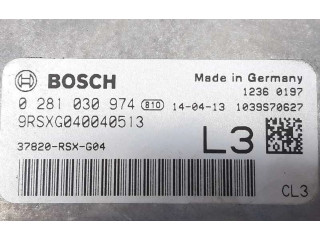 BOSCH
Made in Germany
0 281 030 974 810 14-04-13
1236 0197
1039S70627
9RSXG040040513
L3
37820-RSX-G04
CL3